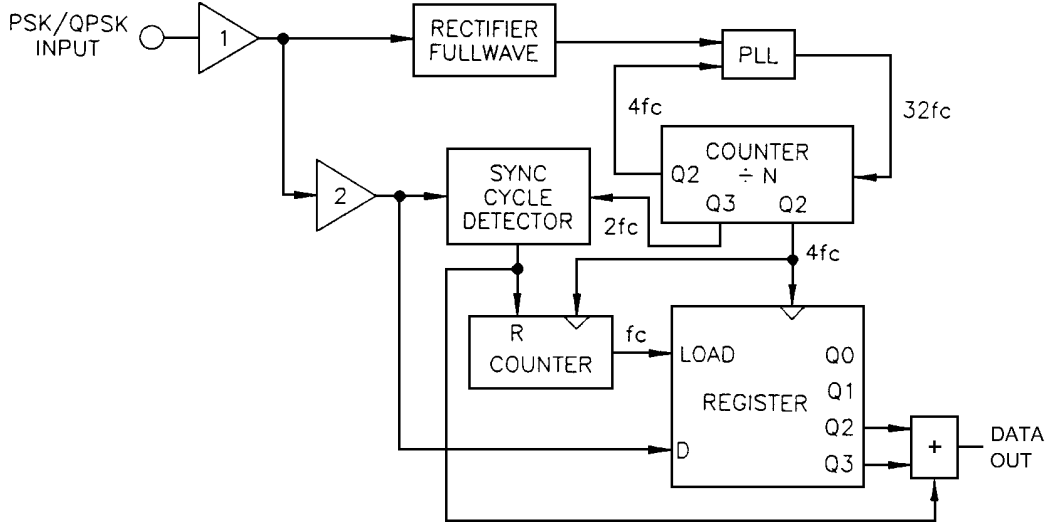 PSK/QPSK
INPUT
1
RECTIFIER
FULLWAVE
PLL
4fc
32fc
COUNTER
÷ N
Q2
Q3
Q2
2
SYNC
CYCLE
DETECTOR
2fc
4fc
R
COUNTER
fc
LOAD
Q0
Q1
REGISTER
Q2
Q3
D
+
DATA
OUT